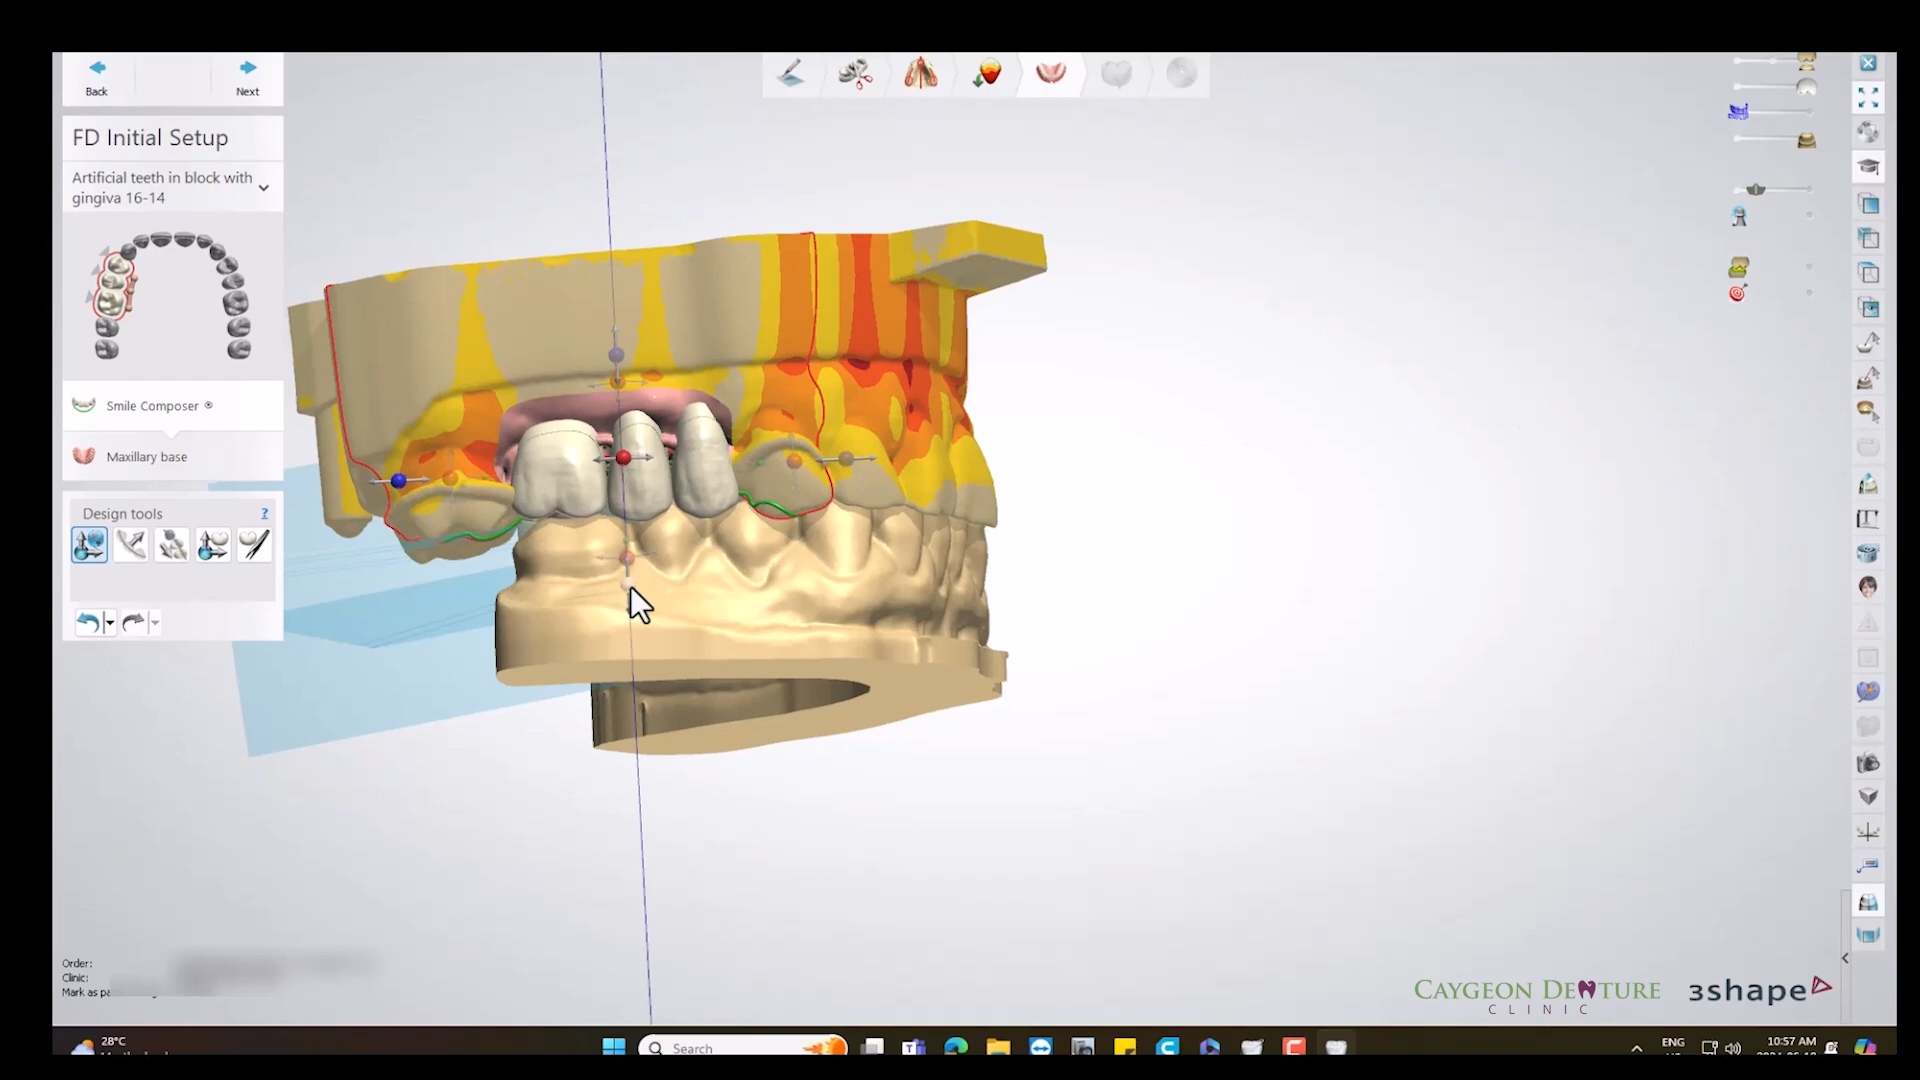 Back
Next
FD Initial Setup
Artificial teeth in block with
gingiva 16-14
Smile Composer ®
Maxillary base
Design tools
?
Order:
Clinic:
Mark as pa
CAYGEON DENTURE
CLINIC
3shape
28°C
Search
ENG
10:57 AM